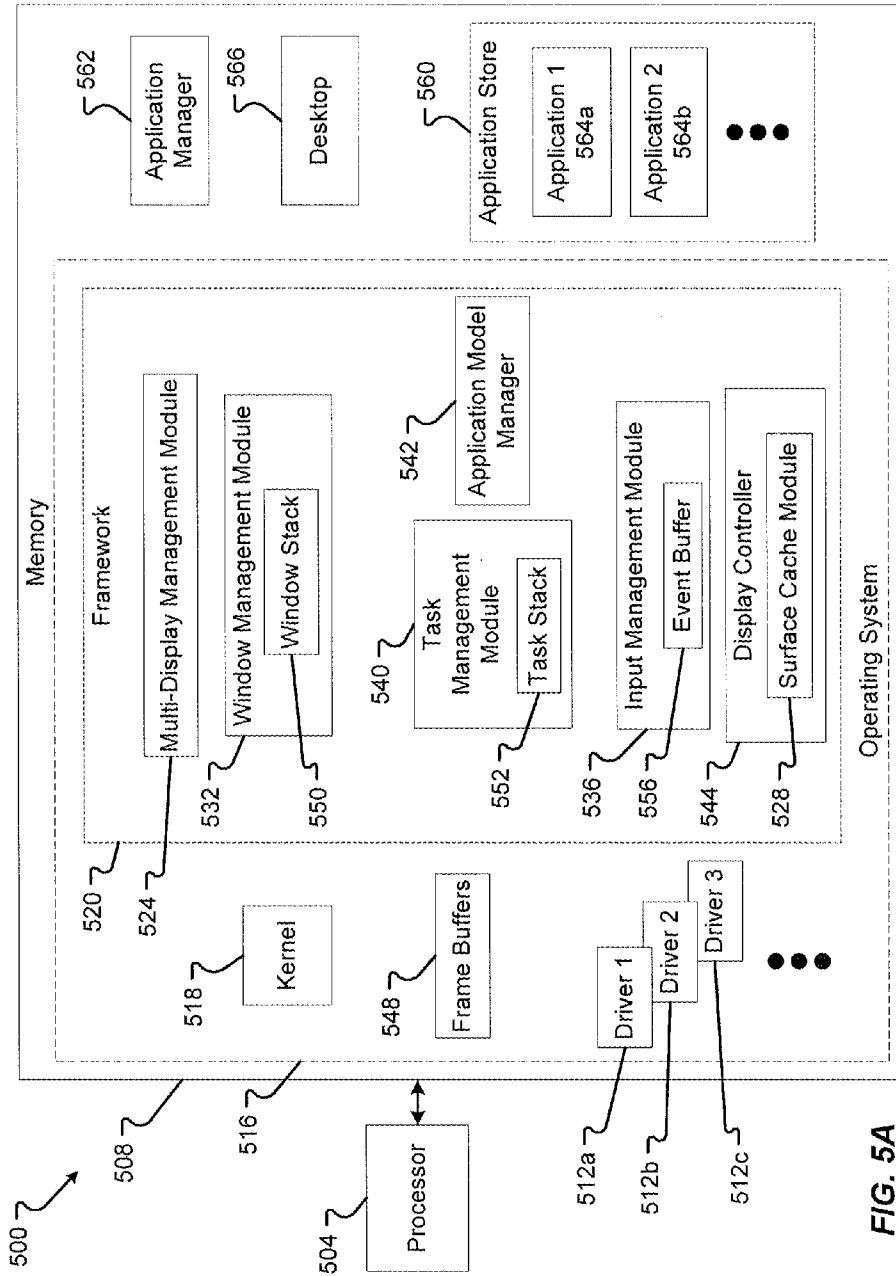 500
508
516
504
Processor
Memory
Operating System
518
Kernel
548
Frame Buffers
512a
Driver 1
512b
Driver 2
512c
Driver 3
520
Framework
524
Multi-Display Management Module
532
Window Management Module
550
Window Stack
540
Task
Management
Module
552
Task Stack
542
Application Model
Manager
536
Input Management Module
556
Event Buffer
544
Display Controller
528
Surface Cache Module
562
Application
Manager
566
Desktop
560
Application Store
Application 1
564a
Application 2
564b
FIG. 5A